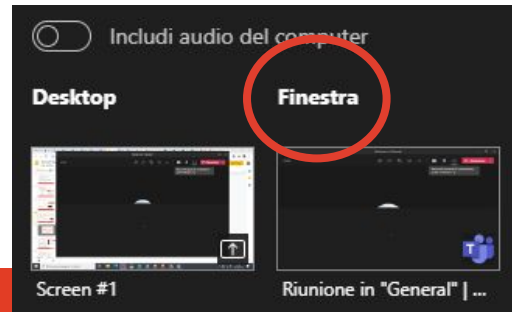 Includi audio del computer
Desktop
Finestra
Screen #1
Riunione in "General" | ...